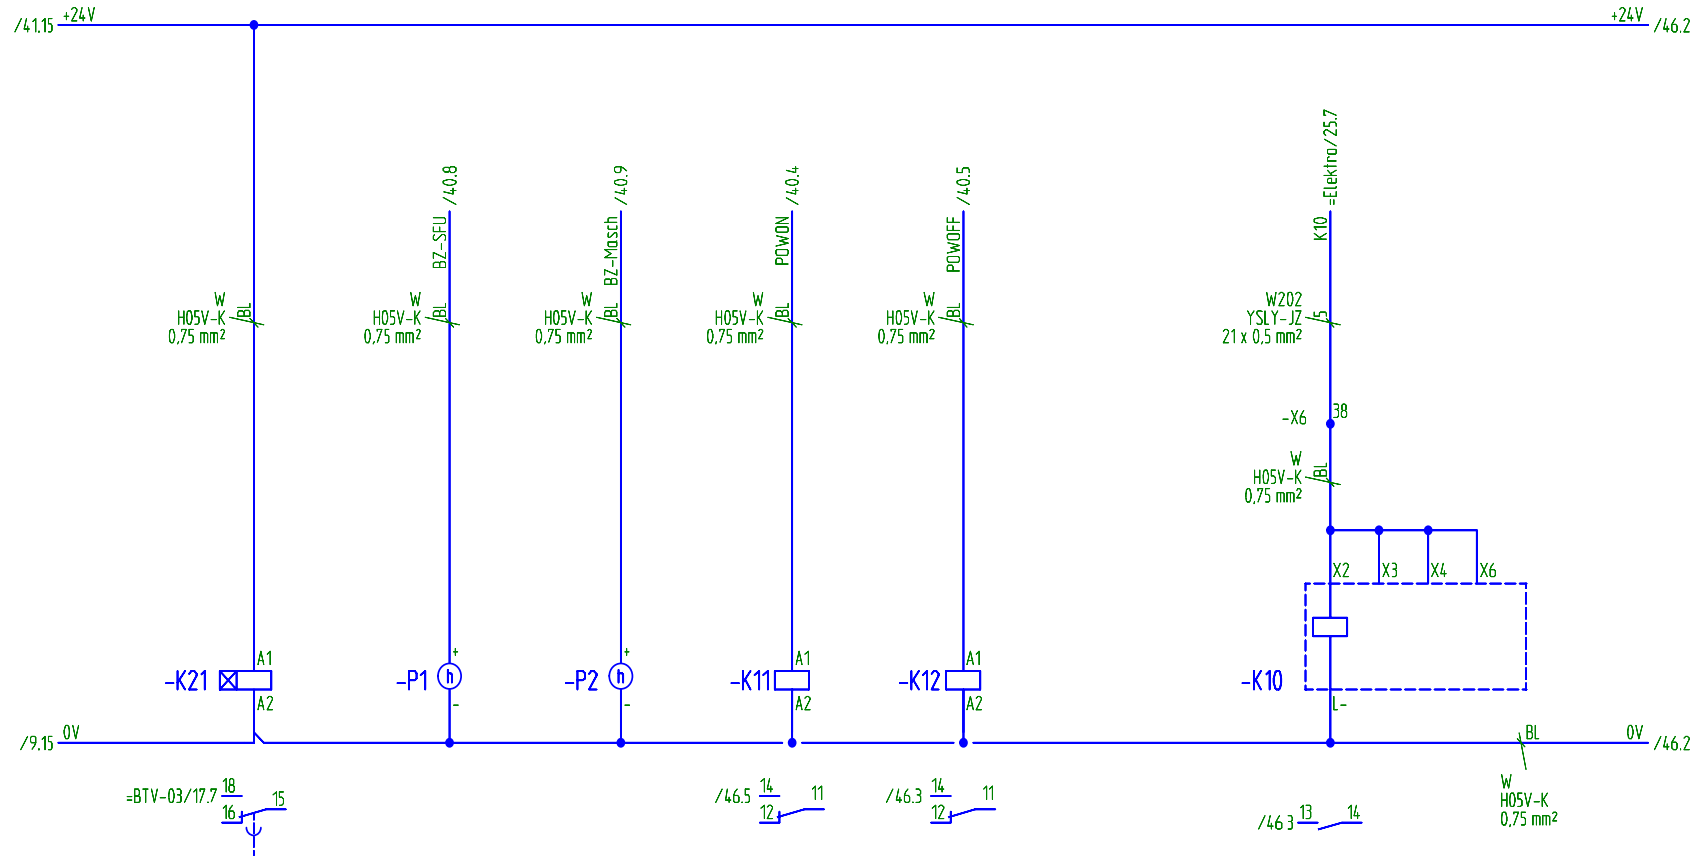 +24V
+24V
/41.15
/46.2
=Elektro/25.7
/40.8
/40.9
/40.4
/40.5
BZ-SFU
BZ-Masch
POWON
POWOFF
K10
W
H05V-K
0,75 mm²
BL
W
H05V-K
0,75 mm²
BL
W
H05V-K
0,75 mm²
BL
W
H05V-K
0,75 mm²
BL
W
H05V-K
0,75 mm²
BL
W202
YSLY-JZ
21 x 0,5 mm²
5
-X6
38
W
H05V-K
0,75 mm²
BL
X2
X3
X4
X6
A1
+
+
A1
A1
-K21
-P1
h
-P2
h
-K11
-K12
-K10
A2
-
-
A2
A2
L-
0V
BL
0V
/9.15
/46.2
W
H05V-K
0,75 mm²
=BTV-03/17.7
18
16
15
/46.5
14
12
11
/46.3
14
12
11
/46 3
13
14